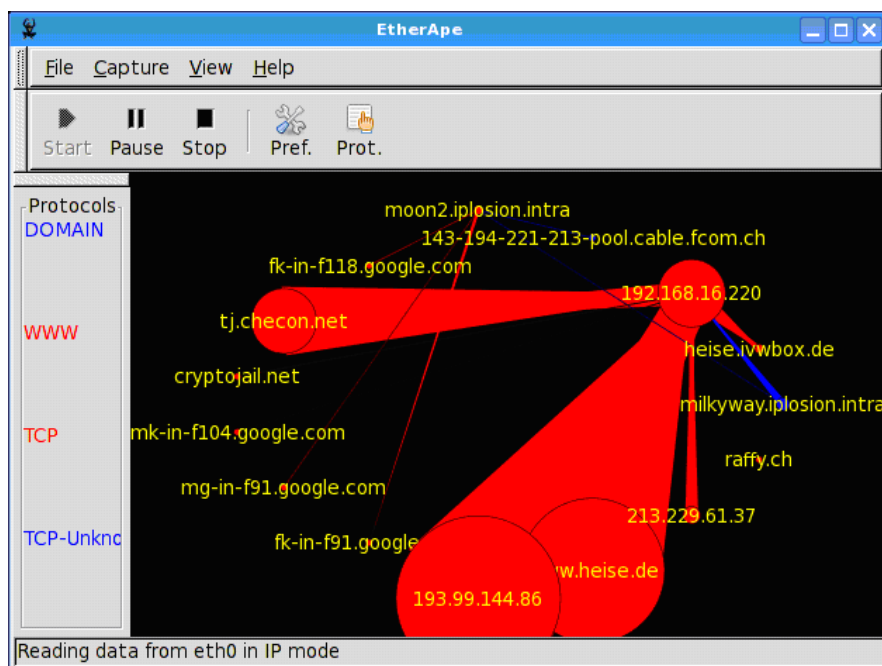 EtherApe
File Capture View Help
Start Pause Stop Pref. Prot.
Protocols
DOMAIN
WWW
TCP
TCP-Unkno
moon2.iplosion.intra
143-194-221-213-pool.cable.fcom.ch
fk-in-f118.google.com
192.168.16.220
tj.checon.net
heise.ivwbox.de
cryptojail.net
milkyway.iplosion.intra
mk-in-f104.google.com
raffy.ch
mg-in-f91.google.com
213.229.61.37
fk-in-f91.google
w.heise.de
193.99.144.86
Reading data from eth0 in IP mode